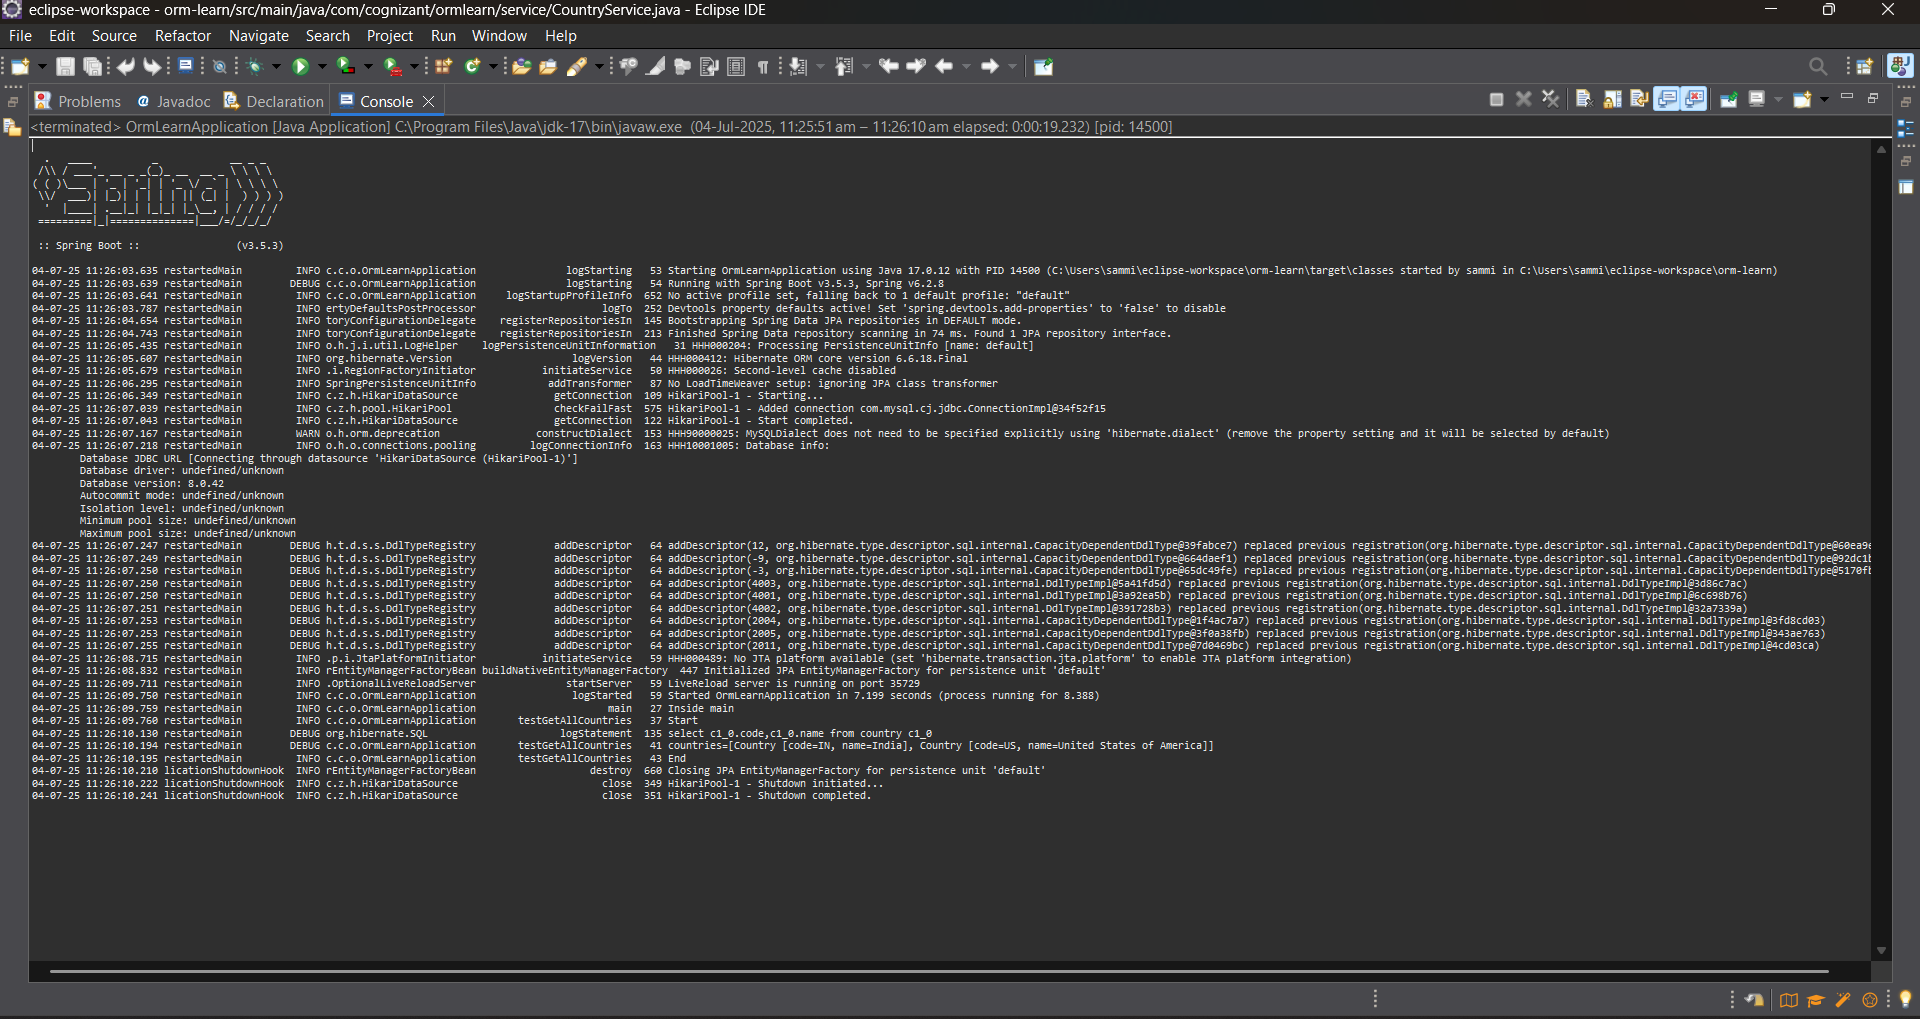 eclipse-workspace - orm-learn/src/main/java/com/cognizant/ormlearn/service/CountryService.java - Eclipse IDE
File Edit Source Refactor Navigate Search Project Run Window Help
Problems @ Javadoc Declaration Console
<terminated> OrmLearnApplication [Java Application] C:\Program Files\Java\jdk-17\bin\javaw.exe (04-Jul-2025, 11:25:51 am – 11:26:10 am elapsed: 0:00:19.232) [pid: 14500]
:: Spring Boot :: (v3.5.3)
04-07-25 11:26:03.635 restartedMain INFO c.c.o.OrmLearnApplication logStarting 53 Starting OrmLearnApplication using Java 17.0.12 with PID 14500 (C:\Users\sammi\eclipse-workspace\orm-learn\target\classes started by sammi in C:\Users\sammi\eclipse-workspace\orm-learn)
04-07-25 11:26:03.639 restartedMain DEBUG c.c.o.OrmLearnApplication logStarting 54 Running with Spring Boot v3.5.3, Spring v6.2.8
04-07-25 11:26:03.641 restartedMain INFO c.c.o.OrmLearnApplication logStartupProfileInfo 652 No active profile set, falling back to 1 default profile: "default"
04-07-25 11:26:03.787 restartedMain INFO ertyDefaultsPostProcessor logTo 252 Devtools property defaults active! Set 'spring.devtools.add-properties' to 'false' to disable
04-07-25 11:26:04.654 restartedMain INFO toryConfigurationDelegate registerRepositoriesIn 145 Bootstrapping Spring Data JPA repositories in DEFAULT mode.
04-07-25 11:26:04.743 restartedMain INFO toryConfigurationDelegate registerRepositoriesIn 213 Finished Spring Data repository scanning in 74 ms. Found 1 JPA repository interface.
04-07-25 11:26:05.435 restartedMain INFO o.h.j.i.util.LogHelper logPersistenceUnitInformation 31 HHH000204: Processing PersistenceUnitInfo [name: default]
04-07-25 11:26:05.607 restartedMain INFO org.hibernate.Version logVersion 44 HHH000412: Hibernate ORM core version 6.6.18.Final
04-07-25 11:26:05.679 restartedMain INFO .i.RegionFactoryInitiator initiateService 50 HHH000026: Second-level cache disabled
04-07-25 11:26:06.295 restartedMain INFO SpringPersistenceUnitInfo addTransformer 87 No LoadTimeWeaver setup: ignoring JPA class transformer
04-07-25 11:26:06.349 restartedMain INFO c.z.h.HikariDataSource getConnection 109 HikariPool-1 - Starting...
04-07-25 11:26:07.039 restartedMain INFO c.z.h.pool.HikariPool checkFailFast 575 HikariPool-1 - Added connection com.mysql.cj.jdbc.ConnectionImpl@34f52f15
04-07-25 11:26:07.043 restartedMain INFO c.z.h.HikariDataSource getConnection 122 HikariPool-1 - Start completed.
04-07-25 11:26:07.167 restartedMain WARN o.h.orm.deprecation constructDialect 153 HHH90000025: MySQLDialect does not need to be specified explicitly using 'hibernate.dialect' (remove the property setting and it will be selected by default)
04-07-25 11:26:07.218 restartedMain INFO o.h.o.connections.pooling logConnectionInfo 163 HHH10001005: Database info:
Database JDBC URL [Connecting through datasource 'HikariDataSource (HikariPool-1)']
Database driver: undefined/unknown
Database version: 8.0.42
Autocommit mode: undefined/unknown
Isolation level: undefined/unknown
Minimum pool size: undefined/unknown
Maximum pool size: undefined/unknown
04-07-25 11:26:07.247 restartedMain DEBUG h.t.d.s.s.DdlTypeRegistry addDescriptor 64 addDescriptor(12, org.hibernate.type.descriptor.sql.internal.CapacityDependentDdlType@39fabce7) replaced previous registration(org.hibernate.type.descriptor.sql.internal.CapacityDependentDdlType@60ea9e
04-07-25 11:26:07.249 restartedMain DEBUG h.t.d.s.s.DdlTypeRegistry addDescriptor 64 addDescriptor(-9, org.hibernate.type.descriptor.sql.internal.CapacityDependentDdlType@664daef1) replaced previous registration(org.hibernate.type.descriptor.sql.internal.CapacityDependentDdlType@92dc1b
04-07-25 11:26:07.250 restartedMain DEBUG h.t.d.s.s.DdlTypeRegistry addDescriptor 64 addDescriptor(-3, org.hibernate.type.descriptor.sql.internal.CapacityDependentDdlType@65dc49fe) replaced previous registration(org.hibernate.type.descriptor.sql.internal.CapacityDependentDdlType@5170fb
04-07-25 11:26:07.250 restartedMain DEBUG h.t.d.s.s.DdlTypeRegistry addDescriptor 64 addDescriptor(4003, org.hibernate.type.descriptor.sql.internal.DdlTypeImpl@5a41fd5d) replaced previous registration(org.hibernate.type.descriptor.sql.internal.DdlTypeImpl@3d86c7ac)
04-07-25 11:26:07.250 restartedMain DEBUG h.t.d.s.s.DdlTypeRegistry addDescriptor 64 addDescriptor(4001, org.hibernate.type.descriptor.sql.internal.DdlTypeImpl@3a92ea5b) replaced previous registration(org.hibernate.type.descriptor.sql.internal.DdlTypeImpl@6c698b76)
04-07-25 11:26:07.251 restartedMain DEBUG h.t.d.s.s.DdlTypeRegistry addDescriptor 64 addDescriptor(4002, org.hibernate.type.descriptor.sql.internal.DdlTypeImpl@391728b3) replaced previous registration(org.hibernate.type.descriptor.sql.internal.DdlTypeImpl@32a7339a)
04-07-25 11:26:07.253 restartedMain DEBUG h.t.d.s.s.DdlTypeRegistry addDescriptor 64 addDescriptor(2004, org.hibernate.type.descriptor.sql.internal.CapacityDependentDdlType@1f4ac7a7) replaced previous registration(org.hibernate.type.descriptor.sql.internal.DdlTypeImpl@3fd8cd03)
04-07-25 11:26:07.253 restartedMain DEBUG h.t.d.s.s.DdlTypeRegistry addDescriptor 64 addDescriptor(2005, org.hibernate.type.descriptor.sql.internal.CapacityDependentDdlType@3f0a38fb) replaced previous registration(org.hibernate.type.descriptor.sql.internal.DdlTypeImpl@343ae763)
04-07-25 11:26:07.255 restartedMain DEBUG h.t.d.s.s.DdlTypeRegistry addDescriptor 64 addDescriptor(2011, org.hibernate.type.descriptor.sql.internal.CapacityDependentDdlType@7d0469bc) replaced previous registration(org.hibernate.type.descriptor.sql.internal.DdlTypeImpl@4cd03ca)
04-07-25 11:26:08.715 restartedMain INFO .p.i.JtaPlatformInitiator initiateService 59 HHH000489: No JTA platform available (set 'hibernate.transaction.jta.platform' to enable JTA platform integration)
04-07-25 11:26:08.832 restartedMain INFO rEntityManagerFactoryBean buildNativeEntityManagerFactory 447 Initialized JPA EntityManagerFactory for persistence unit 'default'
04-07-25 11:26:09.711 restartedMain INFO .OptionalLiveReloadServer startServer 59 LiveReload server is running on port 35729
04-07-25 11:26:09.750 restartedMain INFO c.c.o.OrmLearnApplication logStarted 59 Started OrmLearnApplication in 7.199 seconds (process running for 8.388)
04-07-25 11:26:09.759 restartedMain INFO c.c.o.OrmLearnApplication main 27 Inside main
04-07-25 11:26:09.760 restartedMain INFO c.c.o.OrmLearnApplication testGetAllCountries 37 Start
04-07-25 11:26:10.130 restartedMain DEBUG org.hibernate.SQL logStatement 135 select c1_0.code,c1_0.name from country c1_0
04-07-25 11:26:10.194 restartedMain DEBUG c.c.o.OrmLearnApplication testGetAllCountries 41 countries=[Country [code=IN, name=India], Country [code=US, name=United States of America]]
04-07-25 11:26:10.195 restartedMain INFO c.c.o.OrmLearnApplication testGetAllCountries 43 End
04-07-25 11:26:10.210 licationShutdownHook INFO rEntityManagerFactoryBean destroy 660 Closing JPA EntityManagerFactory for persistence unit 'default'
04-07-25 11:26:10.222 licationShutdownHook INFO c.z.h.HikariDataSource close 349 HikariPool-1 - Shutdown initiated...
04-07-25 11:26:10.241 licationShutdownHook INFO c.z.h.HikariDataSource close 351 HikariPool-1 - Shutdown completed.